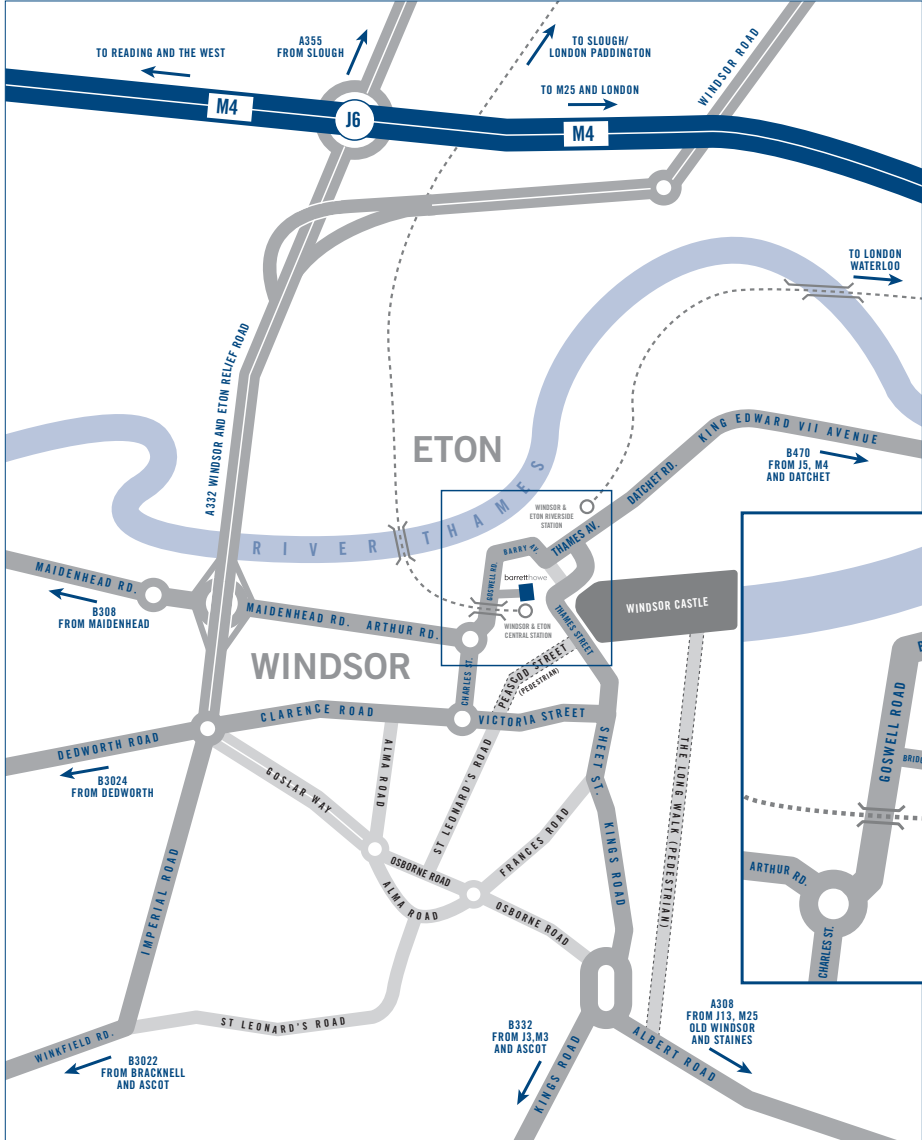 TO READING AND THE WEST
A355
FROM SLOUGH
TO SLOUGH/
LONDON PADDINGTON
WINDSOR ROAD
TO M25 AND LONDON
M4
J6
M4
TO LONDON
WATERLOO
A332 WINDSOR AND ETON RELIEF ROAD
ETON
KING EDWARD VII AVENUE
B470
FROM J5, M4
AND DATCHET
DATCHET RD.
WINDSOR &
ETON RIVERSIDE
STATION
THAMES AV.
RIVER THAMES
BARRY AV.
GOSWELL RD.
barretthowe
WINDSOR CASTLE
MAIDENHEAD RD.
B308
FROM MAIDENHEAD
MAIDENHEAD RD.
ARTHUR RD.
WINDSOR & ETON
CENTRAL STATION
THAMES STREET
WINDSOR
CHARLES ST.
PEASCOD STREET
(PEDESTRIAN)
CLARENCE ROAD
VICTORIA STREET
DEDWORTH ROAD
B3024
FROM DEDWORTH
GOSLAR WAY
ALMA ROAD
ST LEONARD'S ROAD
SHEET ST.
THE LONG WALK (PEDESTRIAN)
FRANCES ROAD
KINGS ROAD
OSBORNE ROAD
ALMA ROAD
OSBORNE ROAD
IMPERIAL ROAD
ST LEONARD'S ROAD
WINKFIELD RD.
B3022
FROM BRACKNELL
AND ASCOT
B332
FROM J3,M3
AND ASCOT
KINGS ROAD
A308
FROM J13, M25
OLD WINDSOR
AND STAINES
ALBERT ROAD
GOSWELL ROAD
ARTHUR RD.
CHARLES ST.